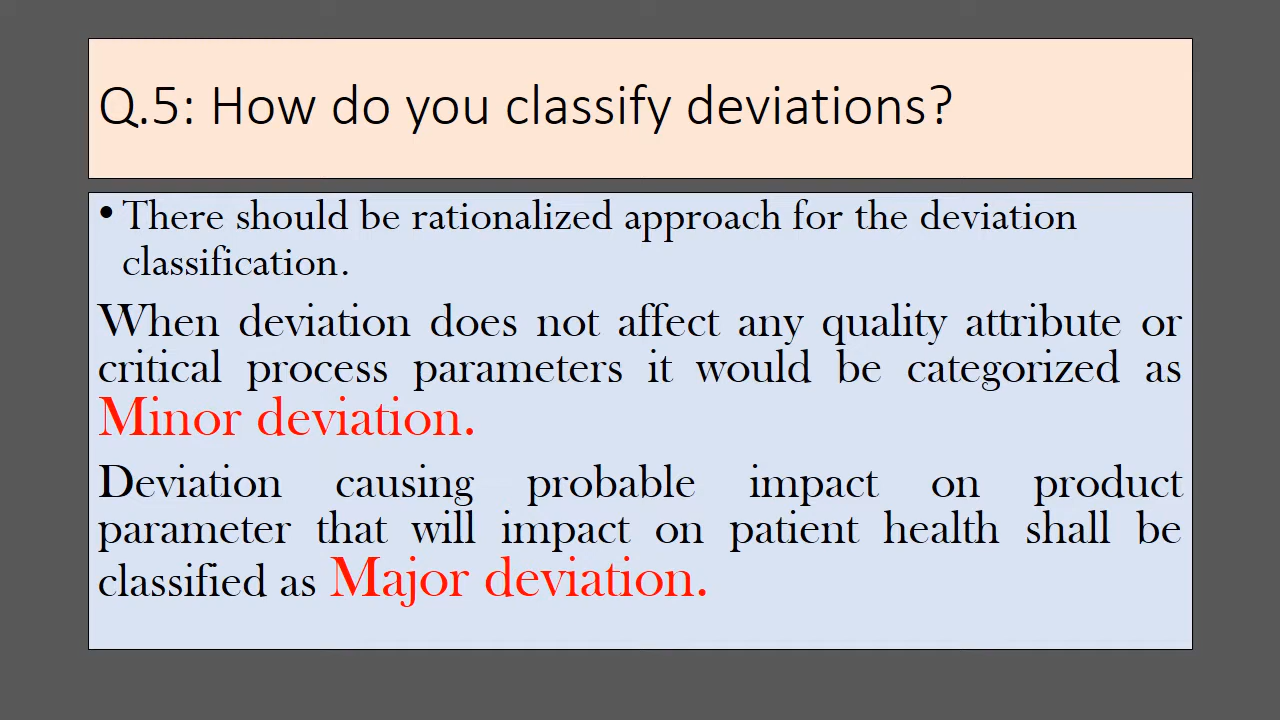 Q.5: How do you classify deviations?
• There should be rationalized approach for the deviation
classification.
When deviation does not affect any quality attribute or
critical process parameters it would be categorized as
Minor deviation.
Deviation causing probable impact on product
parameter that will impact on patient health shall be
classified as Major deviation.